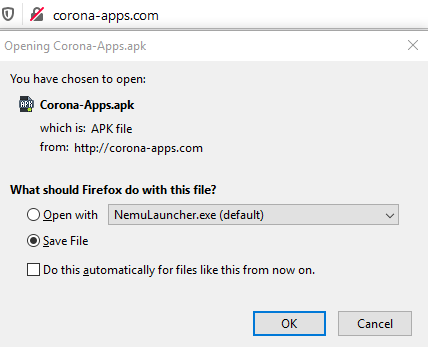 corona-apps.com
Opening Corona-Apps.apk
You have chosen to open:
APK
Corona-Apps.apk
which is: APK file
from: http://corona-apps.com
What should Firefox do with this file?
Open with NemuLauncher.exe (default)
Save File
Do this automatically for files like this from now on.
OK Cancel